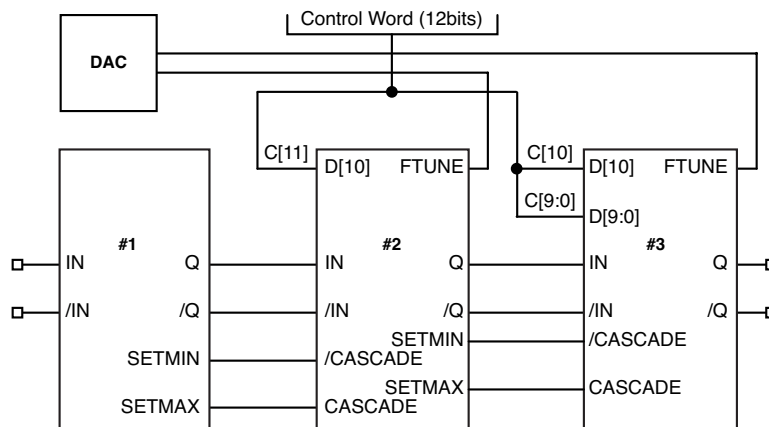 Control Word (12bits)
DAC
C[11]
D[10]
FTUNE
C[10]
D[10]
FTUNE
C[9:0]
D[9:0]
#1
#2
#3
IN
Q
IN
Q
IN
Q
/IN
/Q
/IN
/Q
/IN
/Q
SETMIN
/CASCADE
SETMIN
/CASCADE
SETMAX
CASCADE
SETMAX
CASCADE